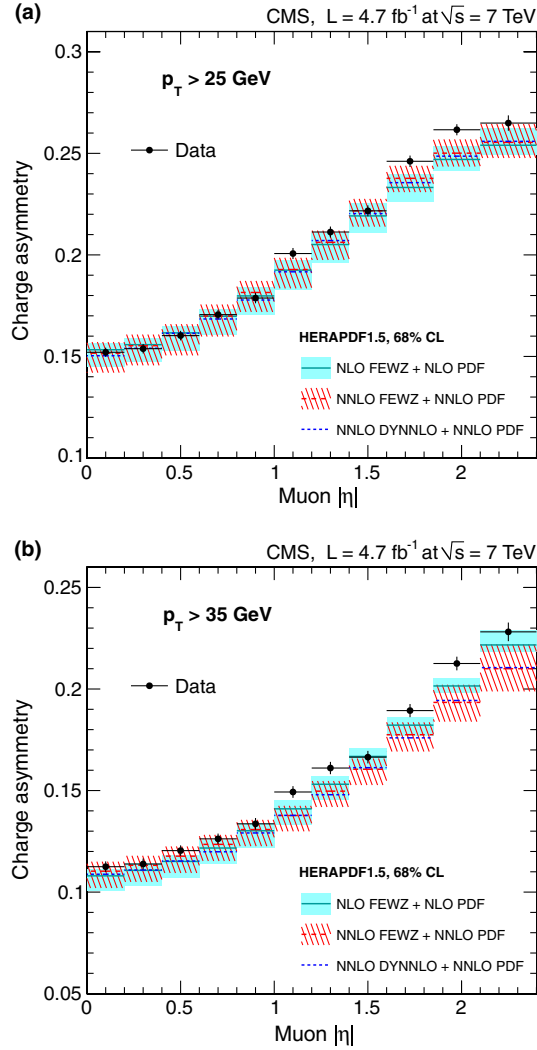 (a)
CMS, L = 4.7 fb⁻¹ at √s = 7 TeV
0.3
0.25
0.2
0.15
0.1
Charge asymmetry
p_T > 25 GeV
Data
HERAPDF1.5, 68% CL
NLO FEWZ + NLO PDF
NNLO FEWZ + NNLO PDF
NNLO DYNNLO + NNLO PDF
0 0.5 1 1.5 2
Muon |η|
(b)
CMS, L = 4.7 fb⁻¹ at √s = 7 TeV
0.25
0.2
0.15
0.1
0.05
Charge asymmetry
p_T > 35 GeV
Data
HERAPDF1.5, 68% CL
NLO FEWZ + NLO PDF
NNLO FEWZ + NNLO PDF
NNLO DYNNLO + NNLO PDF
0 0.5 1 1.5 2
Muon |η|